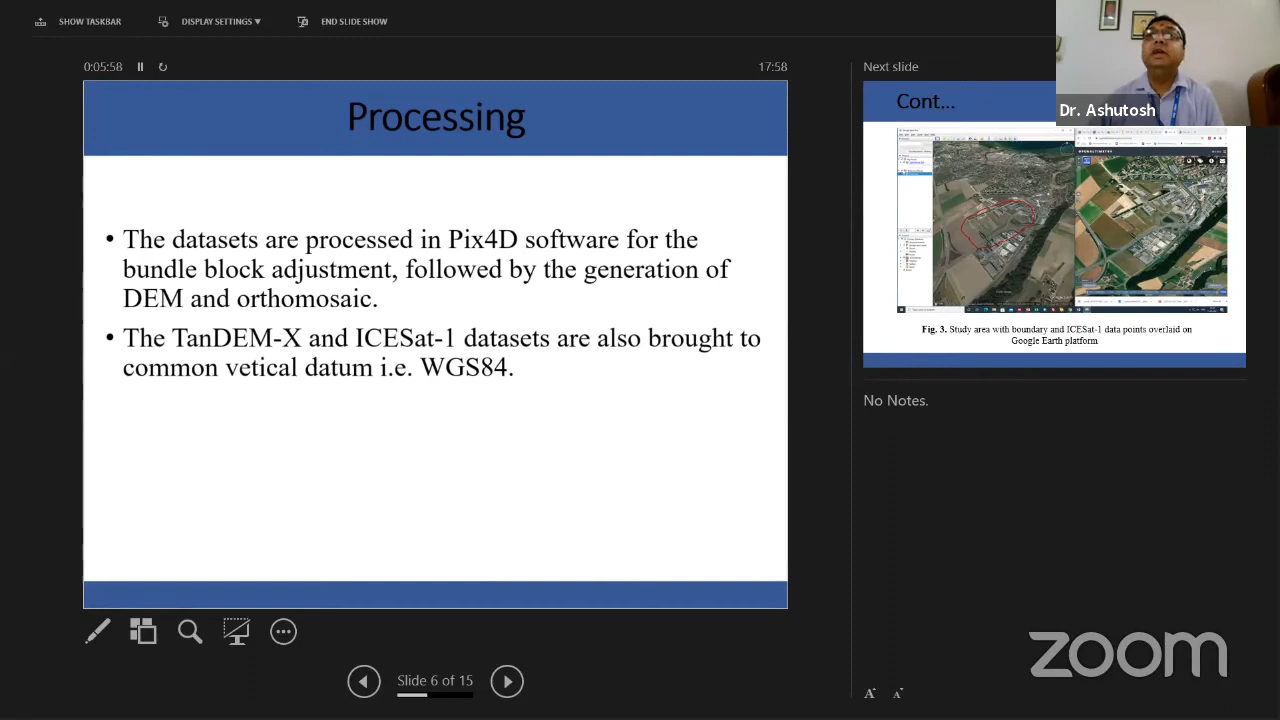 SHOW TASKBAR
DISPLAY SETTINGS ▼
END SLIDE SHOW
0:05:58
17:58
Processing
• The datasets are processed in Pix4D software for the
bundle block adjustment, followed by the generation of
DEM and orthomosaic.
• The TanDEM-X and ICESat-1 datasets are also brought to
common vetical datum i.e. WGS84.
Slide 6 of 15
Next slide
Cont...
Fig. 3. Study area with boundary and ICESat-1 data points overlaid on
Google Earth platform
No Notes.
A A
Dr. Ashutosh
zoom